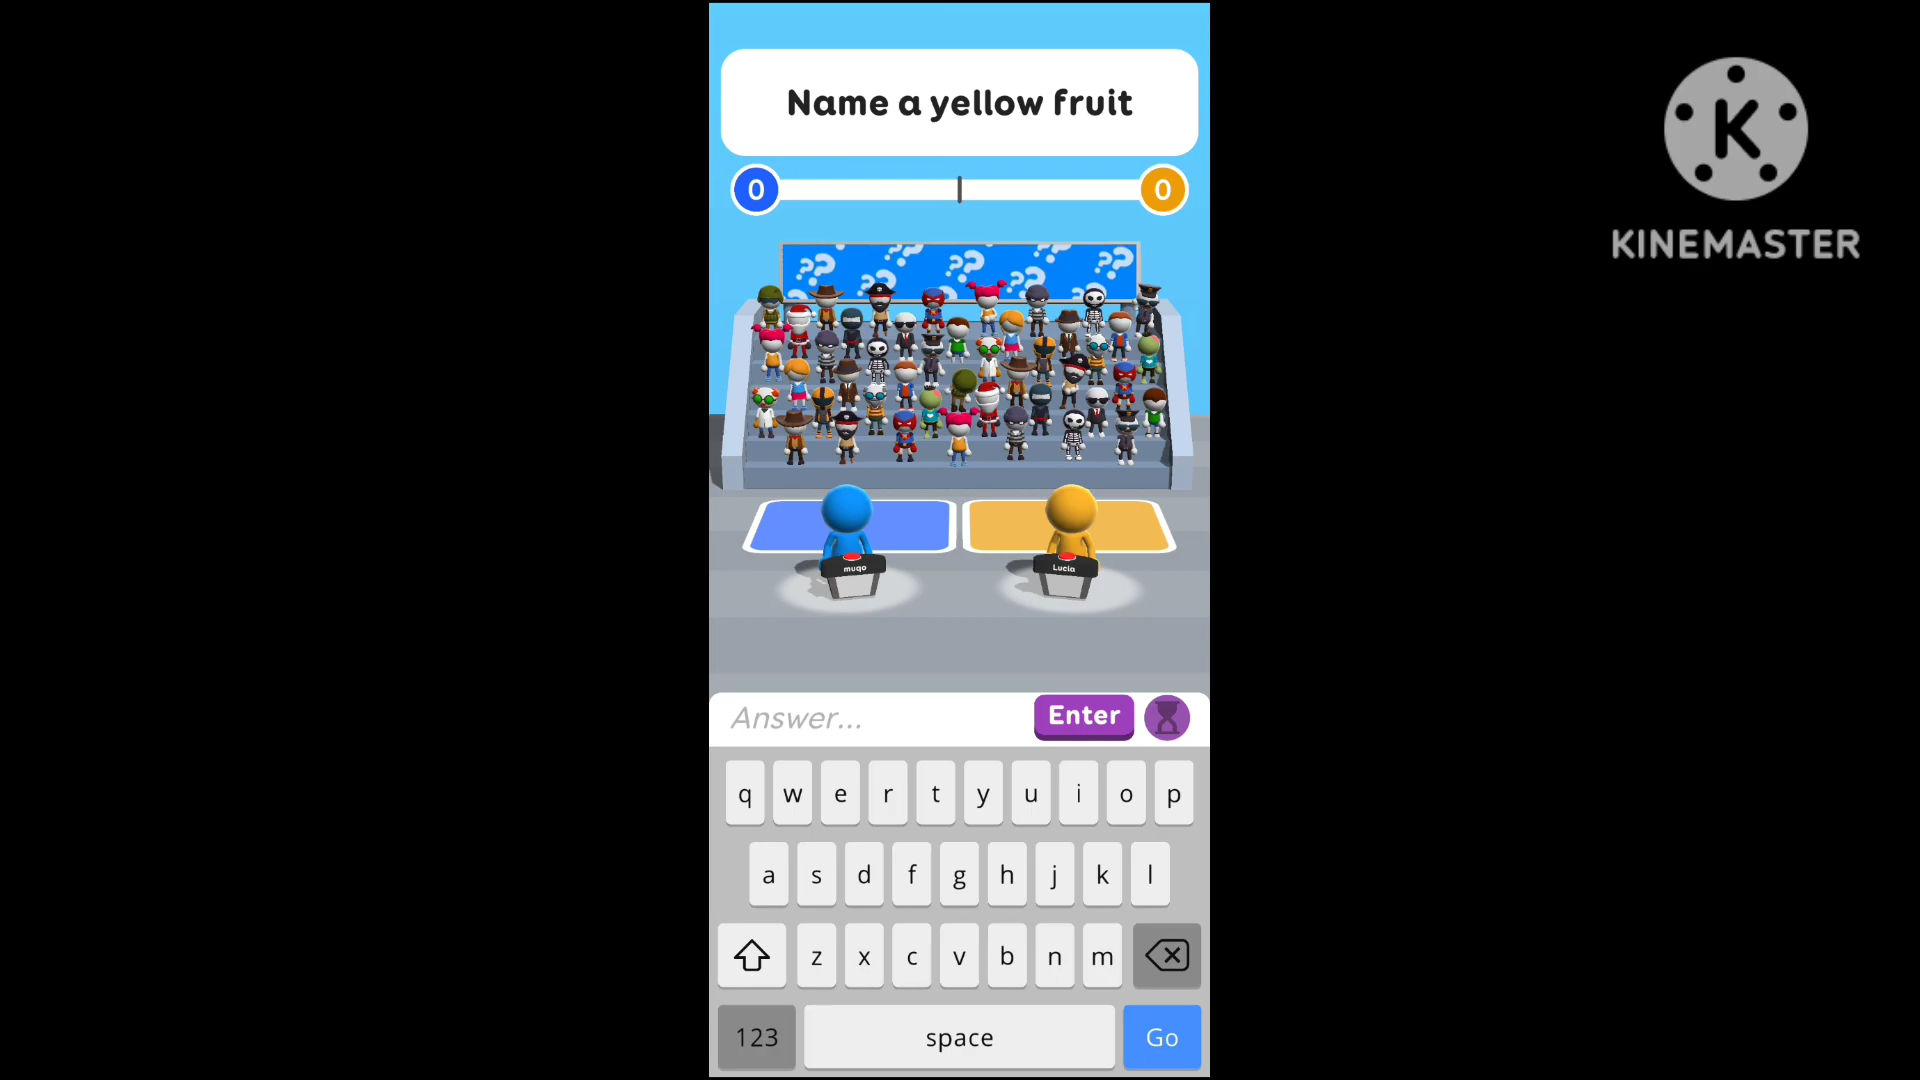 Name a yellow fruit
0
0
?? ?? ?? ?? ?? ?? ??
K
KINEMASTER
muqo
Lucia
Answer...
Enter
q w e r t y u i o p
a s d f g h j k l
z x c v b n m
123
space
Go